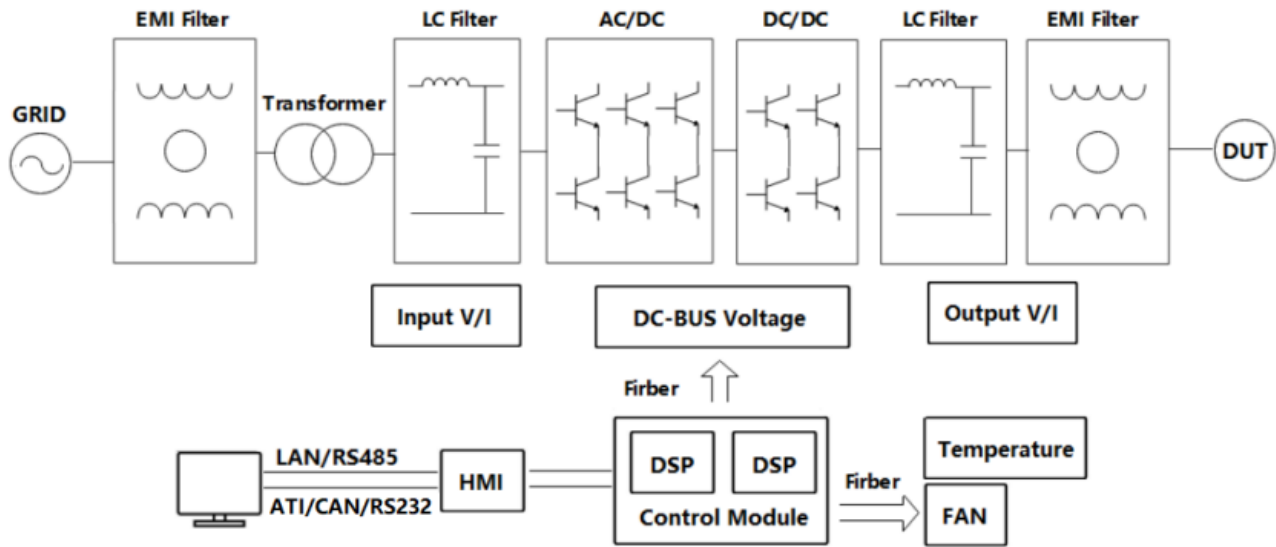 EMI Filter
LC Filter
AC/DC
DC/DC
LC Filter
EMI Filter
GRID
Transformer
DUT
Input V/I
DC-BUS Voltage
Output V/I
Firber
LAN/RS485
ATI/CAN/RS232
HMI
DSP
DSP
Control Module
Firber
Temperature
FAN